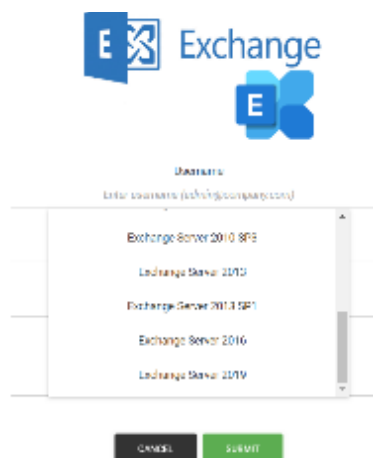 E Exchange
E
Username
Enter username (admin@company.com)
Exchange Server 2010 SP3
Exchange Server 2013
Exchange Server 2013 SP1
Exchange Server 2016
Exchange Server 2019
CANCEL SUBMIT